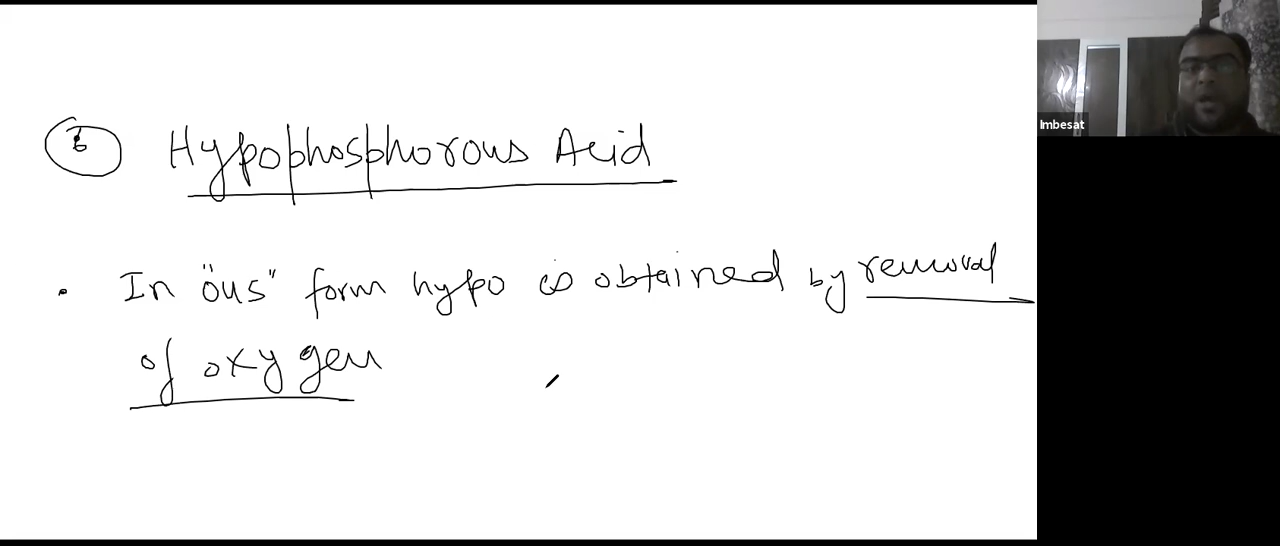 6 Hypophosphorous Acid
Imbesat
• In "ous" form hypo is obtained by removal
of oxygen